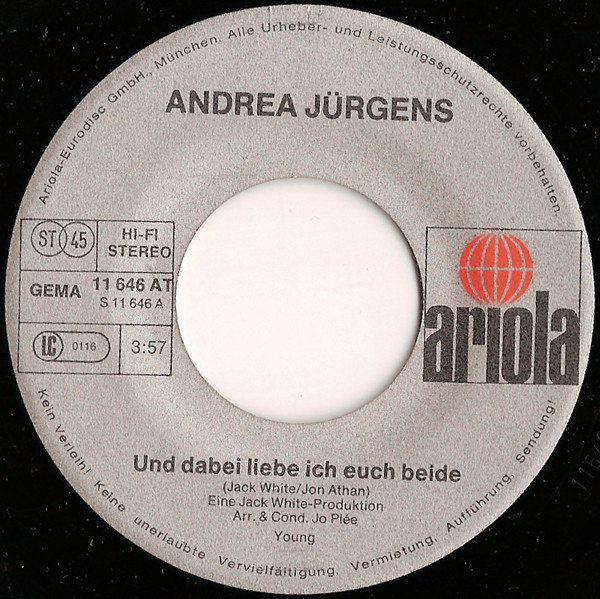 Ariola-Eurodisc GmbH., München. Alle Urheber- und Leistungsschutzrechte vorbehalten.
ANDREA JÜRGENS
ST 45
HI-FI
STEREO
GEMA
11 646 AT
S 11 646 A
LC 0116
3:57
ariola
Und dabei liebe ich euch beide
(Jack White/Jon Athan)
Eine Jack White-Produktion
Arr. & Cond. Jo Plée
Young
Kein Verleih! Keine unerlaubte Vervielfältigung, Vermietung, Aufführung, Sendung!